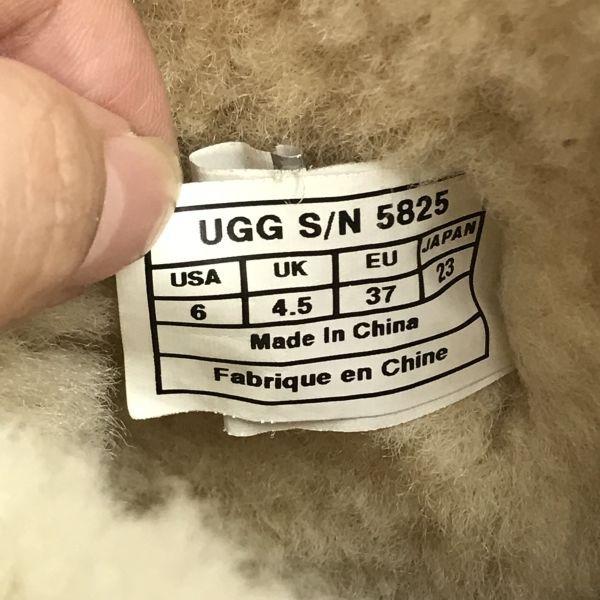 UGG S/N 5825
USA UK EU JAPAN
6 4.5 37 23
Made In China
Fabrique en Chine